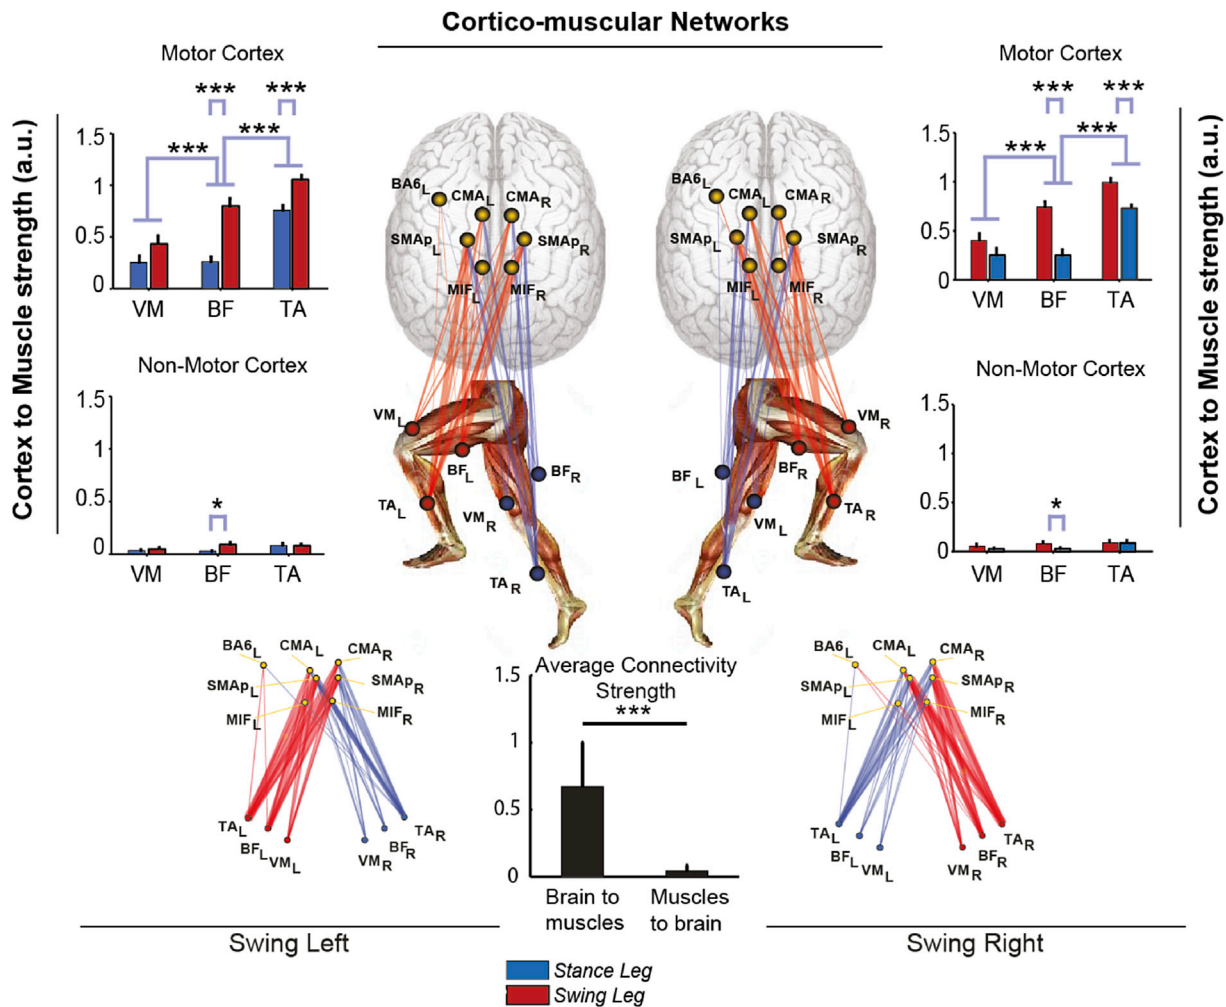 Cortico-muscular Networks
Motor Cortex
***
***
***
***
Cortex to Muscle strength (a.u.)
1.5
1
0.5
0
VM
BF
TA
Non-Motor Cortex
1.5
1
0.5
0
*
VM
BF
TA
BA6L
CMAL
CMAR
SMApL
SMApR
MIFL
MIFR
VML
BFL
BFR
TAL
VMR
TAR
BA6L
CMAL
CMAR
SMApL
SMApR
MIFL
MIFR
VMR
BFR
BFL
TAR
VML
TAL
Motor Cortex
***
***
***
***
Cortex to Muscle strength (a.u.)
1.5
1
0.5
0
VM
BF
TA
Non-Motor Cortex
1.5
1
0.5
0
*
VM
BF
TA
BA6L
CMAL
CMAR
SMApL
SMApR
MIFL
MIFR
TAL
BFL
VML
VMR
BFR
TAR
Average Connectivity
Strength
***
1.5
1
0.5
0
Brain to
muscles
Muscles
to brain
BA6L
CMAL
CMAR
SMApL
SMApR
MIFL
MIFR
TAL
BFL
VML
VMR
BFR
TAR
Swing Left
Swing Right
Stance Leg
Swing Leg